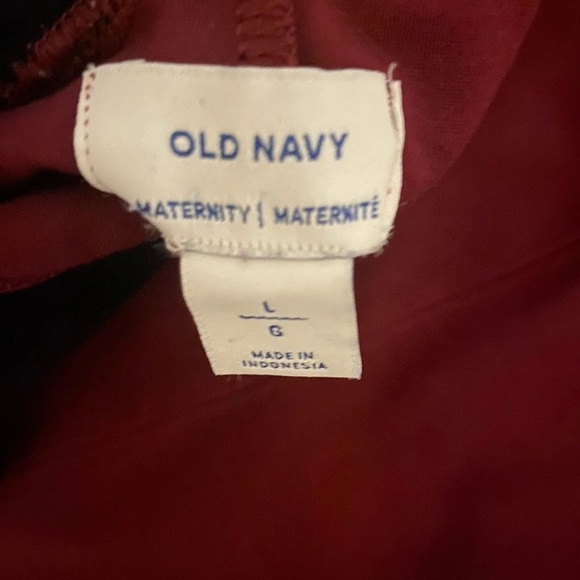 OLD NAVY
MATERNITY | MATERNITÉ
L
G
MADE IN
INDONESIA